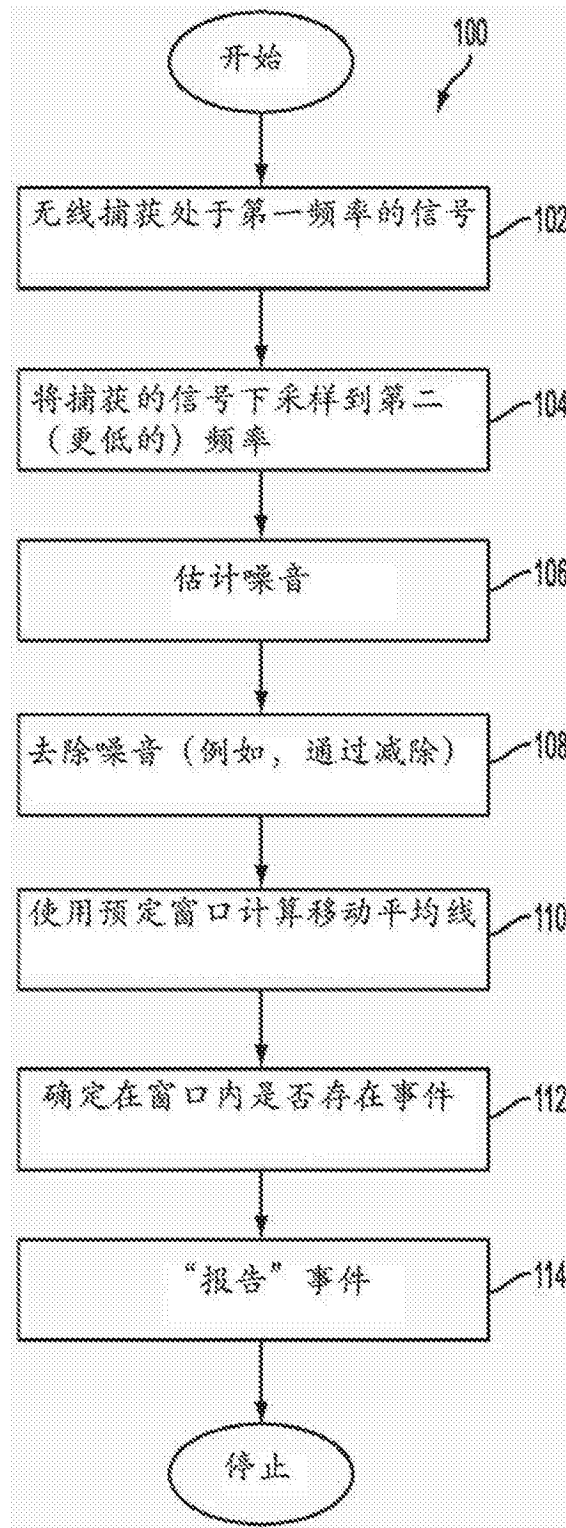 开始
100
无线捕获处于第一频率的信号
102
将捕获的信号下采样到第二
（更低的）频率
104
估计噪音
106
去除噪音（例如，通过减除）
108
使用预定窗口计算移动平均线
110
确定在窗口内是否存在事件
112
“报告”事件
114
停止